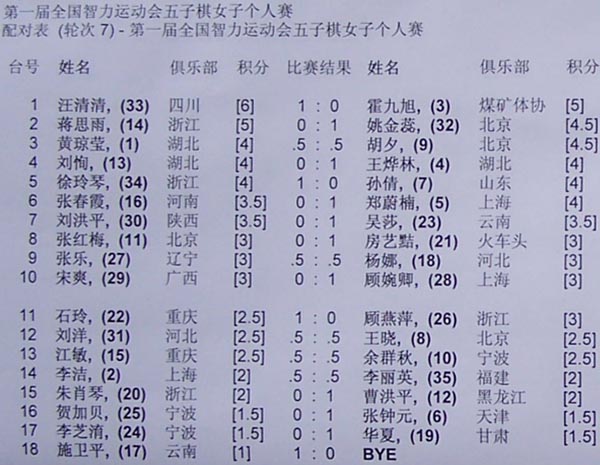 第一届全国智力运动会五子棋女子个人赛
配对表 (轮次 7) - 第一届全国智力运动会五子棋女子个人赛
台号 姓名 俱乐部 积分 比赛结果 姓名 俱乐部 积分
1 汪清清, (33) 四川 [6] 1 : 0 霍九旭, (3) 煤矿体协 [5]
2 蒋思雨, (14) 浙江 [5] 0 : 1 姚金蕊, (32) 北京 [4.5]
3 黄琼莹, (1) 湖北 [4] .5 : .5 胡夕, (9) 北京 [4.5]
4 刘恂, (13) 湖北 [4] 0 : 1 王烨林, (4) 湖北 [4]
5 徐玲琴, (34) 浙江 [4] 1 : 0 孙倩, (7) 山东 [4]
6 张春霞, (16) 河南 [3.5] 0 : 1 郑蔚楠, (5) 上海 [4]
7 刘洪平, (30) 陕西 [3.5] 0 : 1 吴莎, (23) 云南 [3.5]
8 张红梅, (11) 北京 [3] 0 : 1 房艺, (21) 火车头 [3]
9 张乐, (27) 辽宁 [3] .5 : .5 杨娜, (18) 河北 [3]
10 宋爽, (29) 广西 [3] 0 : 1 顾婉卿, (28) 上海 [3]
11 石玲, (22) 重庆 [2.5] 1 : 0 顾燕萍, (26) 浙江 [3]
12 刘洋, (31) 河北 [2.5] .5 : .5 王晓, (8) 北京 [2.5]
13 江敏, (15) 重庆 [2.5] .5 : .5 余群秋, (10) 宁波 [2.5]
14 李洁, (2) 上海 [2] .5 : .5 李丽英, (35) 福建 [2]
15 朱肖琴, (20) 浙江 [2] 0 : 1 曹洪平, (12) 黑龙江 [2]
16 贺加贝, (25) 宁波 [1.5] 0 : 1 张钟元, (6) 天津 [1.5]
17 李芝, (24) 宁波 [1.5] 0 : 1 华夏, (19) 甘肃 [1.5]
18 施卫平, (17) 云南 [1] 1 : 0 BYE